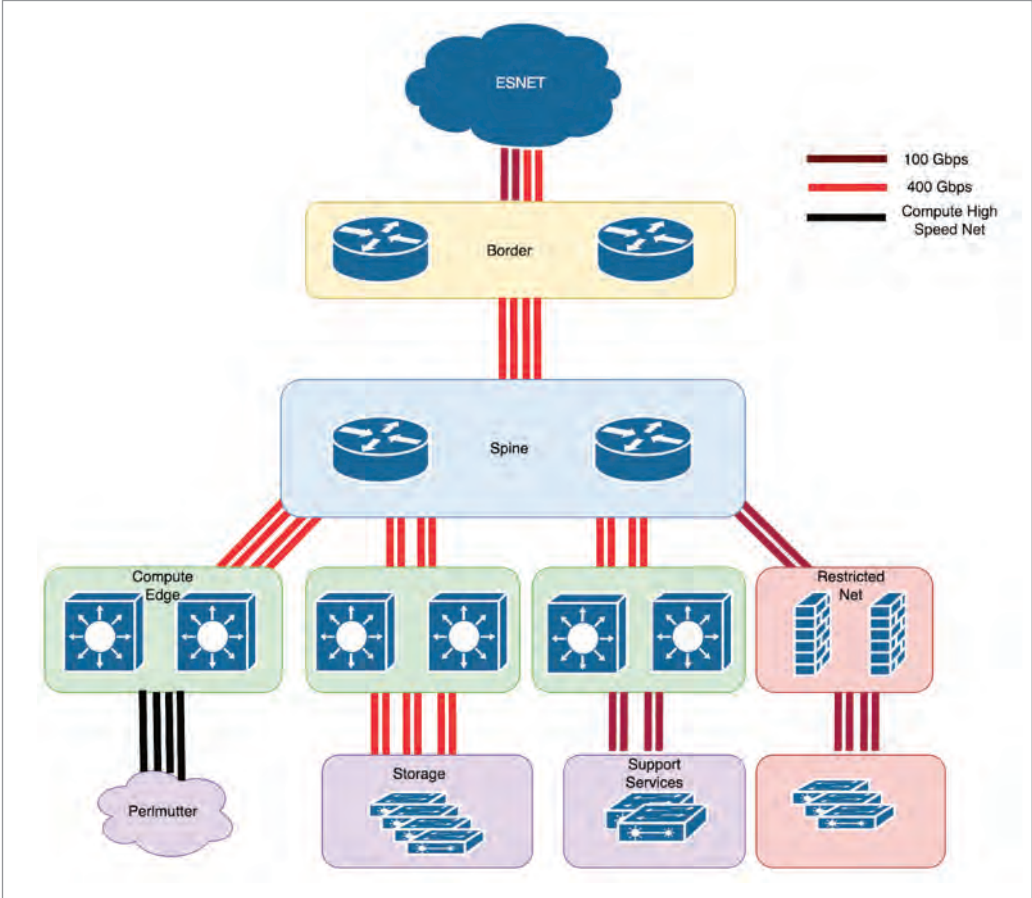 ESNET
100 Gbps
400 Gbps
Compute High
Speed Net
Border
Spine
Compute
Edge
Restricted
Net
Storage
Support
Services
Perlmutter